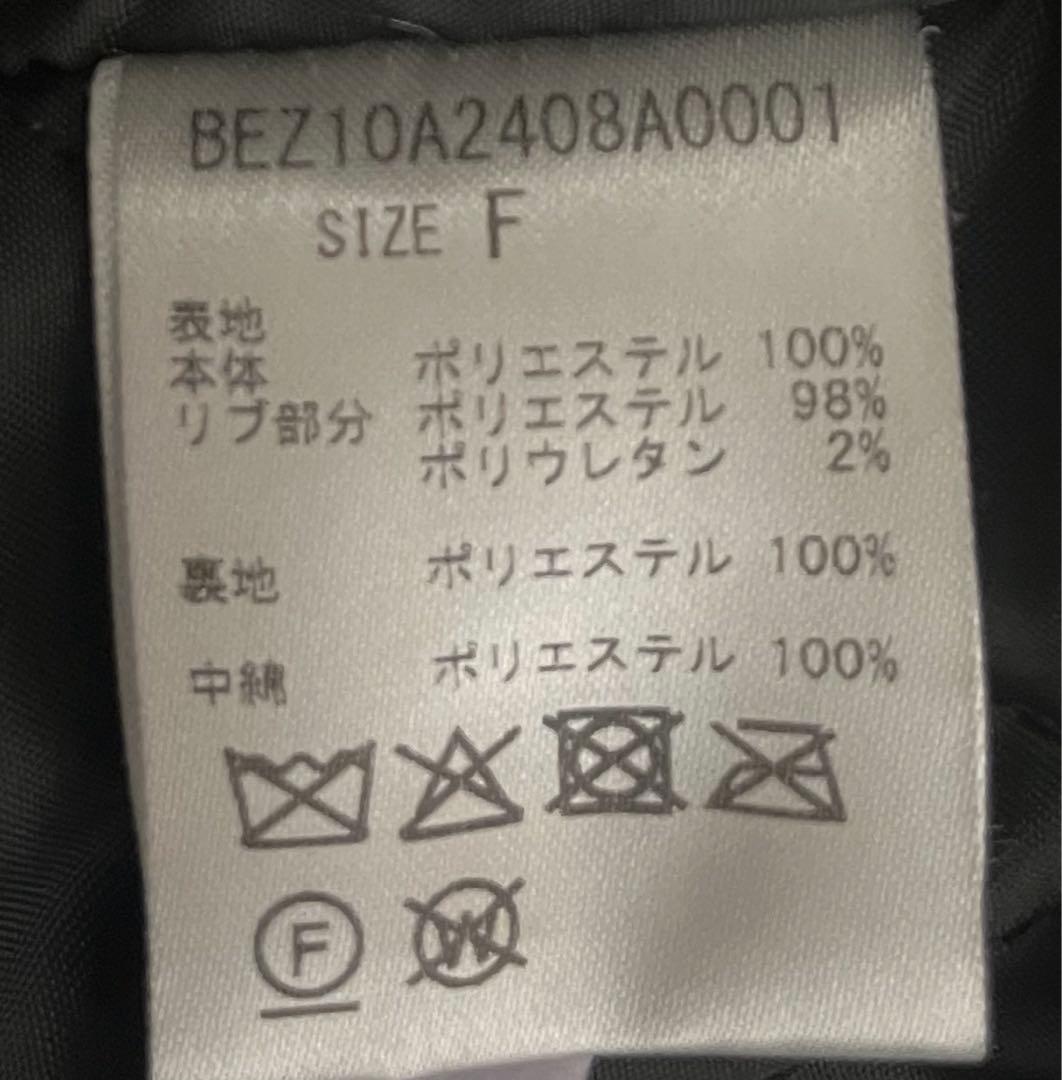 BEZ10A2408A0001
SIZE F
表地
本体 ポリエステル 100%
リブ部分 ポリエステル 98%
ポリウレタン 2%
裏地 ポリエステル 100%
中綿 ポリエステル 100%
F W